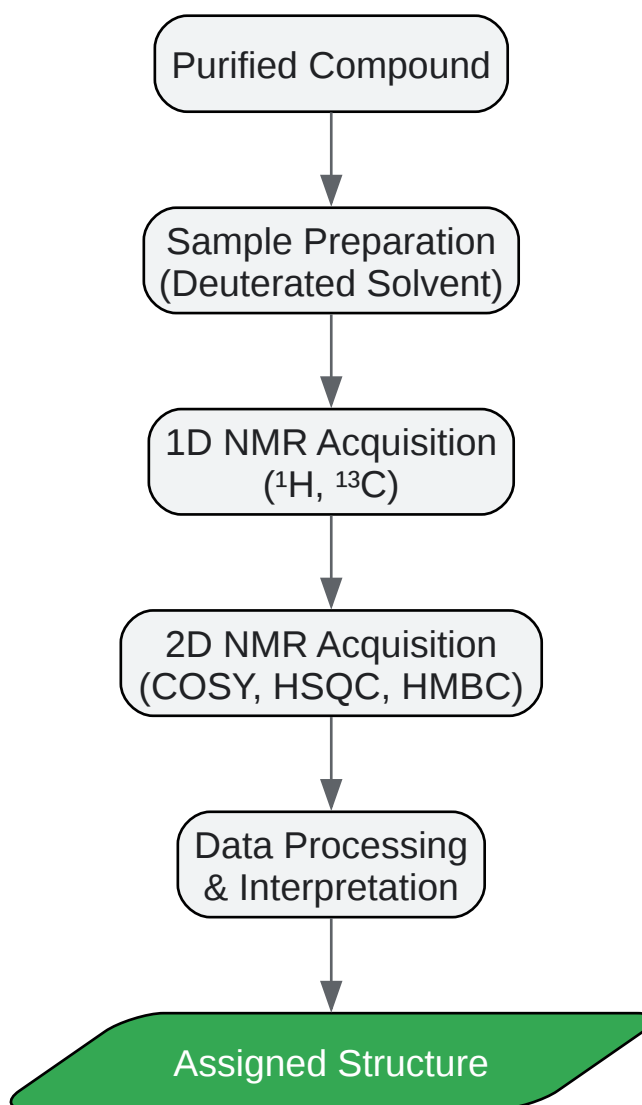 Purified Compound
Sample Preparation
(Deuterated Solvent)
1D NMR Acquisition
(¹H, ¹³C)
2D NMR Acquisition
(COSY, HSQC, HMBC)
Data Processing
& Interpretation
Assigned Structure